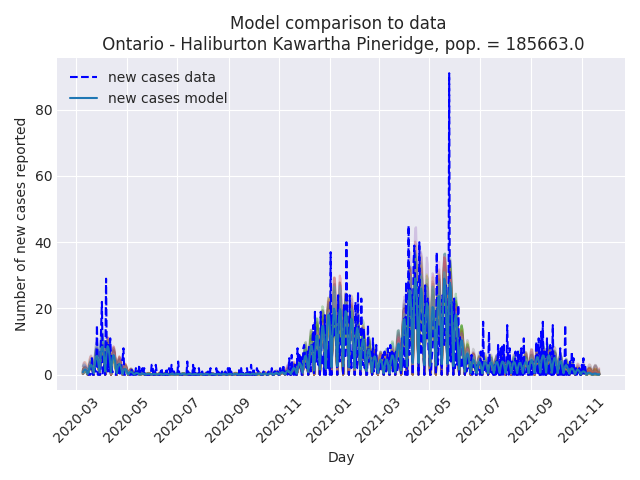 Model comparison to data
Ontario - Haliburton Kawartha Pineridge, pop. = 185663.0
new cases data
new cases model
Number of new cases reported
80
60
40
20
0
2020-03
2020-05
2020-07
2020-09
2020-11
2021-01
2021-03
2021-05
2021-07
2021-09
2021-11
Day